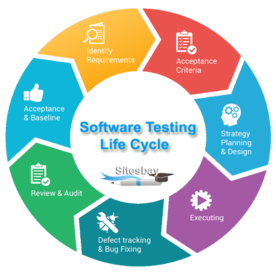 Identify
Requirements
Acceptance
Criteria
Strategy
Planning
& Design
Executing
Defect tracking
& Bug Fixing
Review & Audit
Acceptance
& Baseline
Software Testing
Life Cycle
Sitesbay